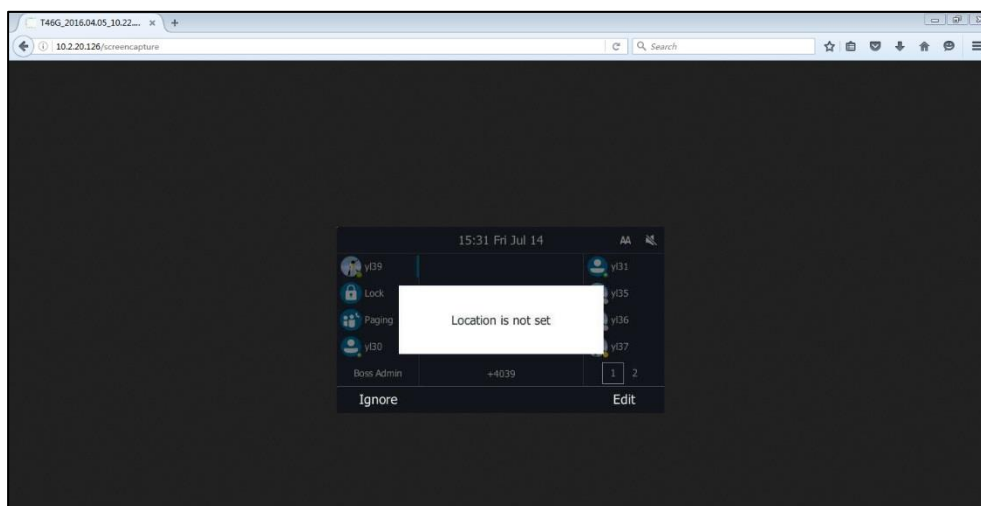 T46G_2016.04.05_10.22....
10.2.20.126/screencapture
Search
15:31 Fri Jul 14
AA
yl39
yl31
Lock
yl35
Paging
Location is not set
yl36
yl30
yl37
Boss Admin
+4039
1 2
Ignore
Edit